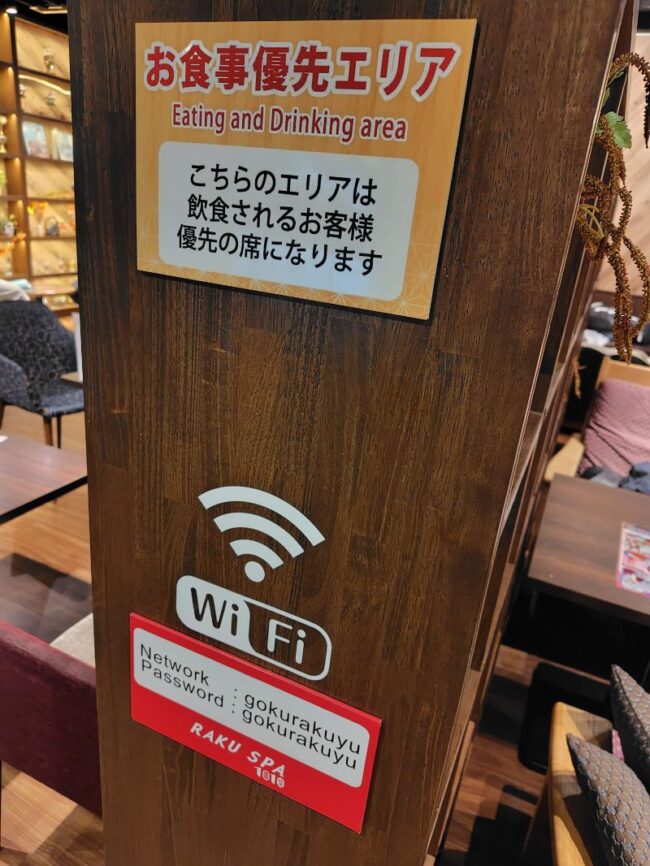 お食事優先エリア
Eating and Drinking area
こちらのエリアは
飲食されるお客様
優先の席になります
Wi Fi
Network : gokurakuyu
Password : gokurakuyu
RAKU SPA
1010